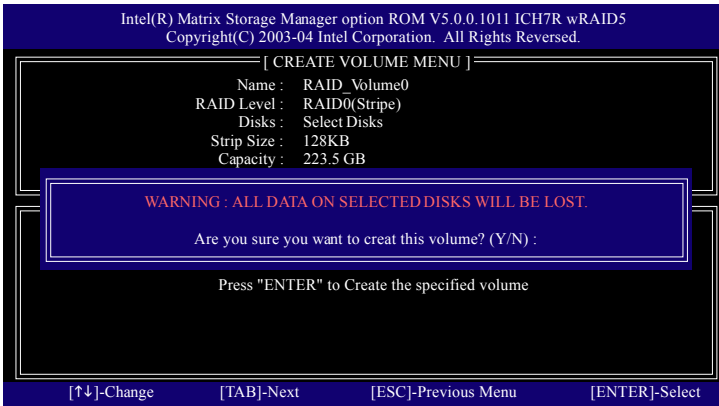 Intel(R) Matrix Storage Manager option ROM V5.0.0.1011 ICH7R wRAID5
Copyright(C) 2003-04 Intel Corporation. All Rights Reversed.
[ CREATE VOLUME MENU ]
Name : RAID_Volume0
RAID Level : RAID0(Stripe)
Disks : Select Disks
Strip Size : 128KB
Capacity : 223.5 GB
WARNING : ALL DATA ON SELECTED DISKS WILL BE LOST.
Are you sure you want to creat this volume? (Y/N) :
Press "ENTER" to Create the specified volume
[↑↓]-Change [TAB]-Next [ESC]-Previous Menu [ENTER]-Select